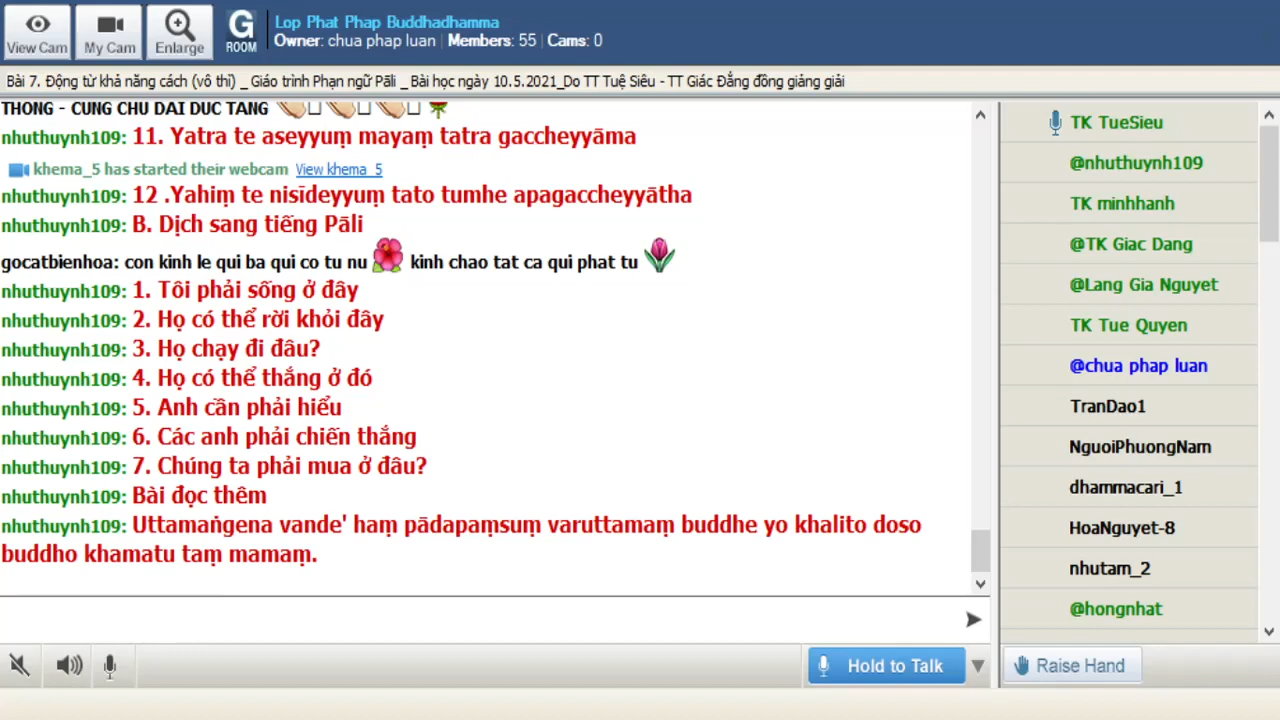 View Cam
My Cam
Enlarge
G ROOM
Lop Phat Phap Buddhadhamma
Owner: chua phap luan | Members: 55 | Cams: 0
Bài 7. Động từ khả năng cách (vô thì) _ Giáo trình Phạn ngữ Pāli _ Bài học ngày 10.5.2021_Do TT Tuệ Siêu - TT Giác Đẳng đồng giảng giải
THONG - CUNG CHU DAI DUC TANG
nhuthuynh109: 11. Yatra te aseyyuṃ mayaṃ tatra gaccheyyāma
khema_5 has started their webcam View khema_5
nhuthuynh109: 12 .Yahiṃ te nisīdeyyuṃ tato tumhe apagaccheyyātha
nhuthuynh109: B. Dịch sang tiếng Pāli
gocatbienhoa: con kinh le qui ba qui co tu nu kinh chao tat ca qui phat tu
nhuthuynh109: 1. Tôi phải sống ở đây
nhuthuynh109: 2. Họ có thể rời khỏi đây
nhuthuynh109: 3. Họ chạy đi đâu?
nhuthuynh109: 4. Họ có thể thắng ở đó
nhuthuynh109: 5. Anh cần phải hiểu
nhuthuynh109: 6. Các anh phải chiến thắng
nhuthuynh109: 7. Chúng ta phải mua ở đâu?
nhuthuynh109: Bài đọc thêm
nhuthuynh109: Uttamaṅgena vande' haṃ pādapaṃsuṃ varuttamaṃ buddhe yo khalito doso
buddho khamatu taṃ mamaṃ.
TK TueSieu
@nhuthuynh109
TK minhhanh
@TK Giac Dang
@Lang Gia Nguyet
TK Tue Quyen
@chua phap luan
TranDao1
NguoiPhuongNam
dhammacari_1
HoaNguyet-8
nhutam_2
@hongnhat
Hold to Talk
Raise Hand